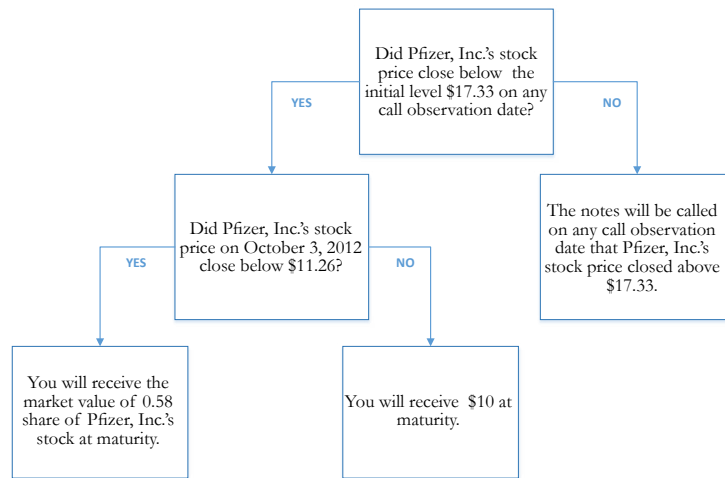 Did Pfizer, Inc.'s stock
price close below the
initial level $17.33 on any
call observation date?
YES
NO
Did Pfizer, Inc.'s stock
price on October 3, 2012
close below $11.26?
The notes will be called
on any call observation
date that Pfizer, Inc.'s
stock price closed above
$17.33.
YES
NO
You will receive the
market value of 0.58
share of Pfizer, Inc.'s
stock at maturity.
You will receive $10 at
maturity.